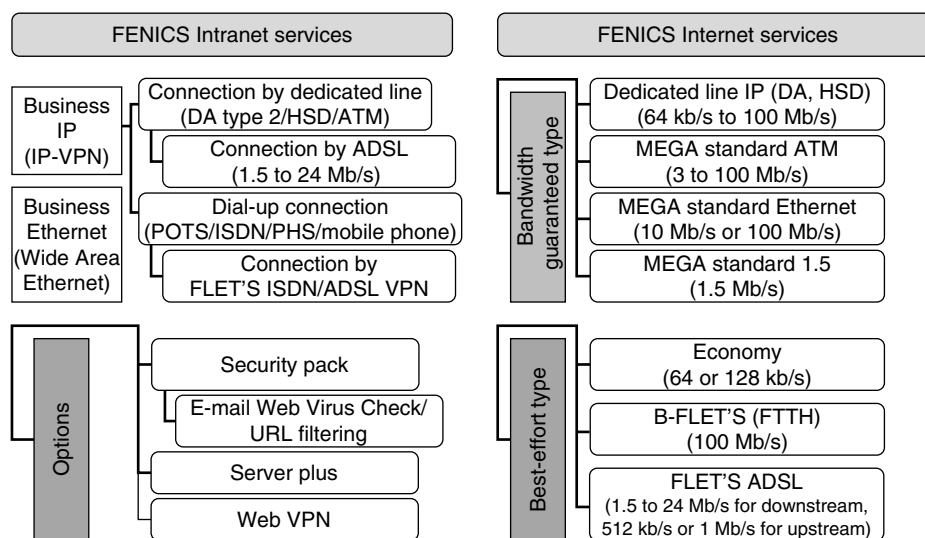 FENICS Intranet services
Business
IP
(IP-VPN)
Business
Ethernet
(Wide Area
Ethernet)
Connection by dedicated line
(DA type 2/HSD/ATM)
Connection by ADSL
(1.5 to 24 Mb/s)
Dial-up connection
(POTS/ISDN/PHS/mobile phone)
Connection by
FLET'S ISDN/ADSL VPN
Options
Security pack
E-mail Web Virus Check/
URL filtering
Server plus
Web VPN
FENICS Internet services
Bandwidth
guaranteed type
Dedicated line IP (DA, HSD)
(64 kb/s to 100 Mb/s)
MEGA standard ATM
(3 to 100 Mb/s)
MEGA standard Ethernet
(10 Mb/s or 100 Mb/s)
MEGA standard 1.5
(1.5 Mb/s)
Best-effort type
Economy
(64 or 128 kb/s)
B-FLET'S (FTTH)
(100 Mb/s)
FLET'S ADSL
(1.5 to 24 Mb/s for downstream,
512 kb/s or 1 Mb/s for upstream)